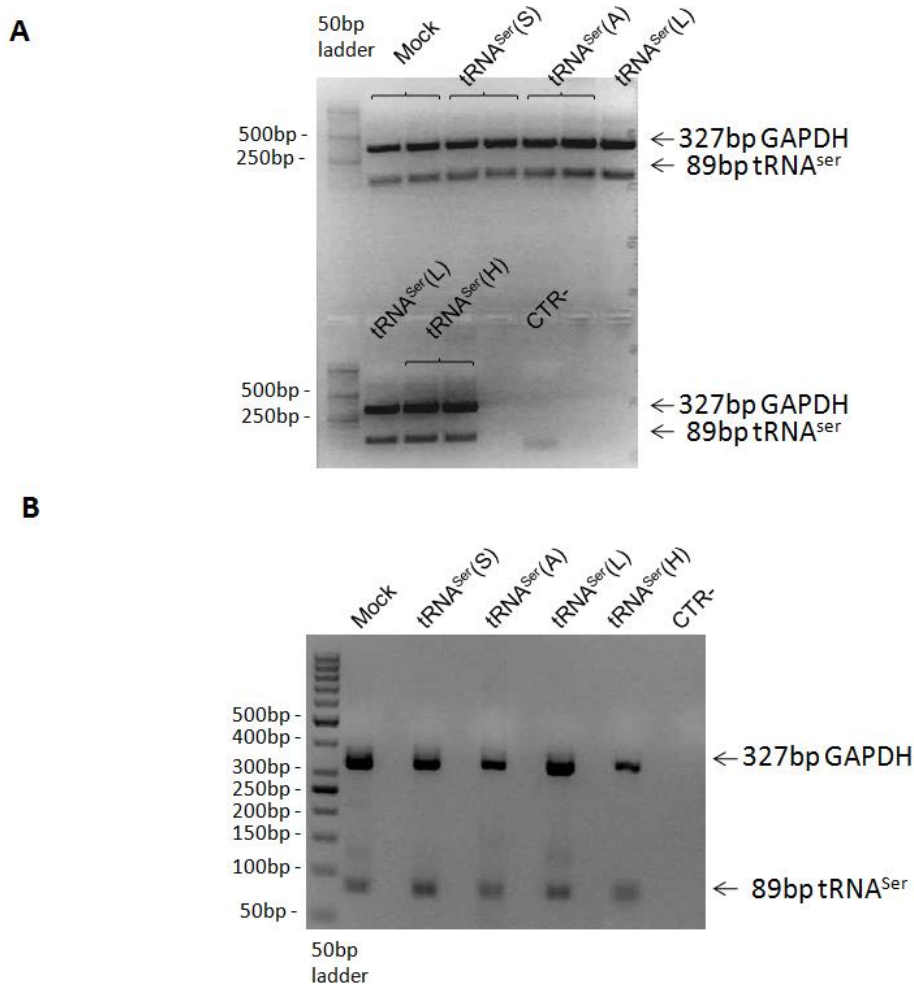 A
50bp
ladder
Mock
tRNASer(S)
tRNASer(A)
tRNASer(L)
500bp -
250bp -
← 327bp GAPDH
← 89bp tRNAser
tRNASer(L)
tRNASer(H)
CTR-
500bp -
250bp -
← 327bp GAPDH
← 89bp tRNAser
B
Mock
tRNASer(S)
tRNASer(A)
tRNASer(L)
tRNASer(H)
CTR-
500bp -
400bp -
300bp -
250bp -
200bp -
150bp -
100bp -
50bp -
← 327bp GAPDH
← 89bp tRNASer
50bp
ladder